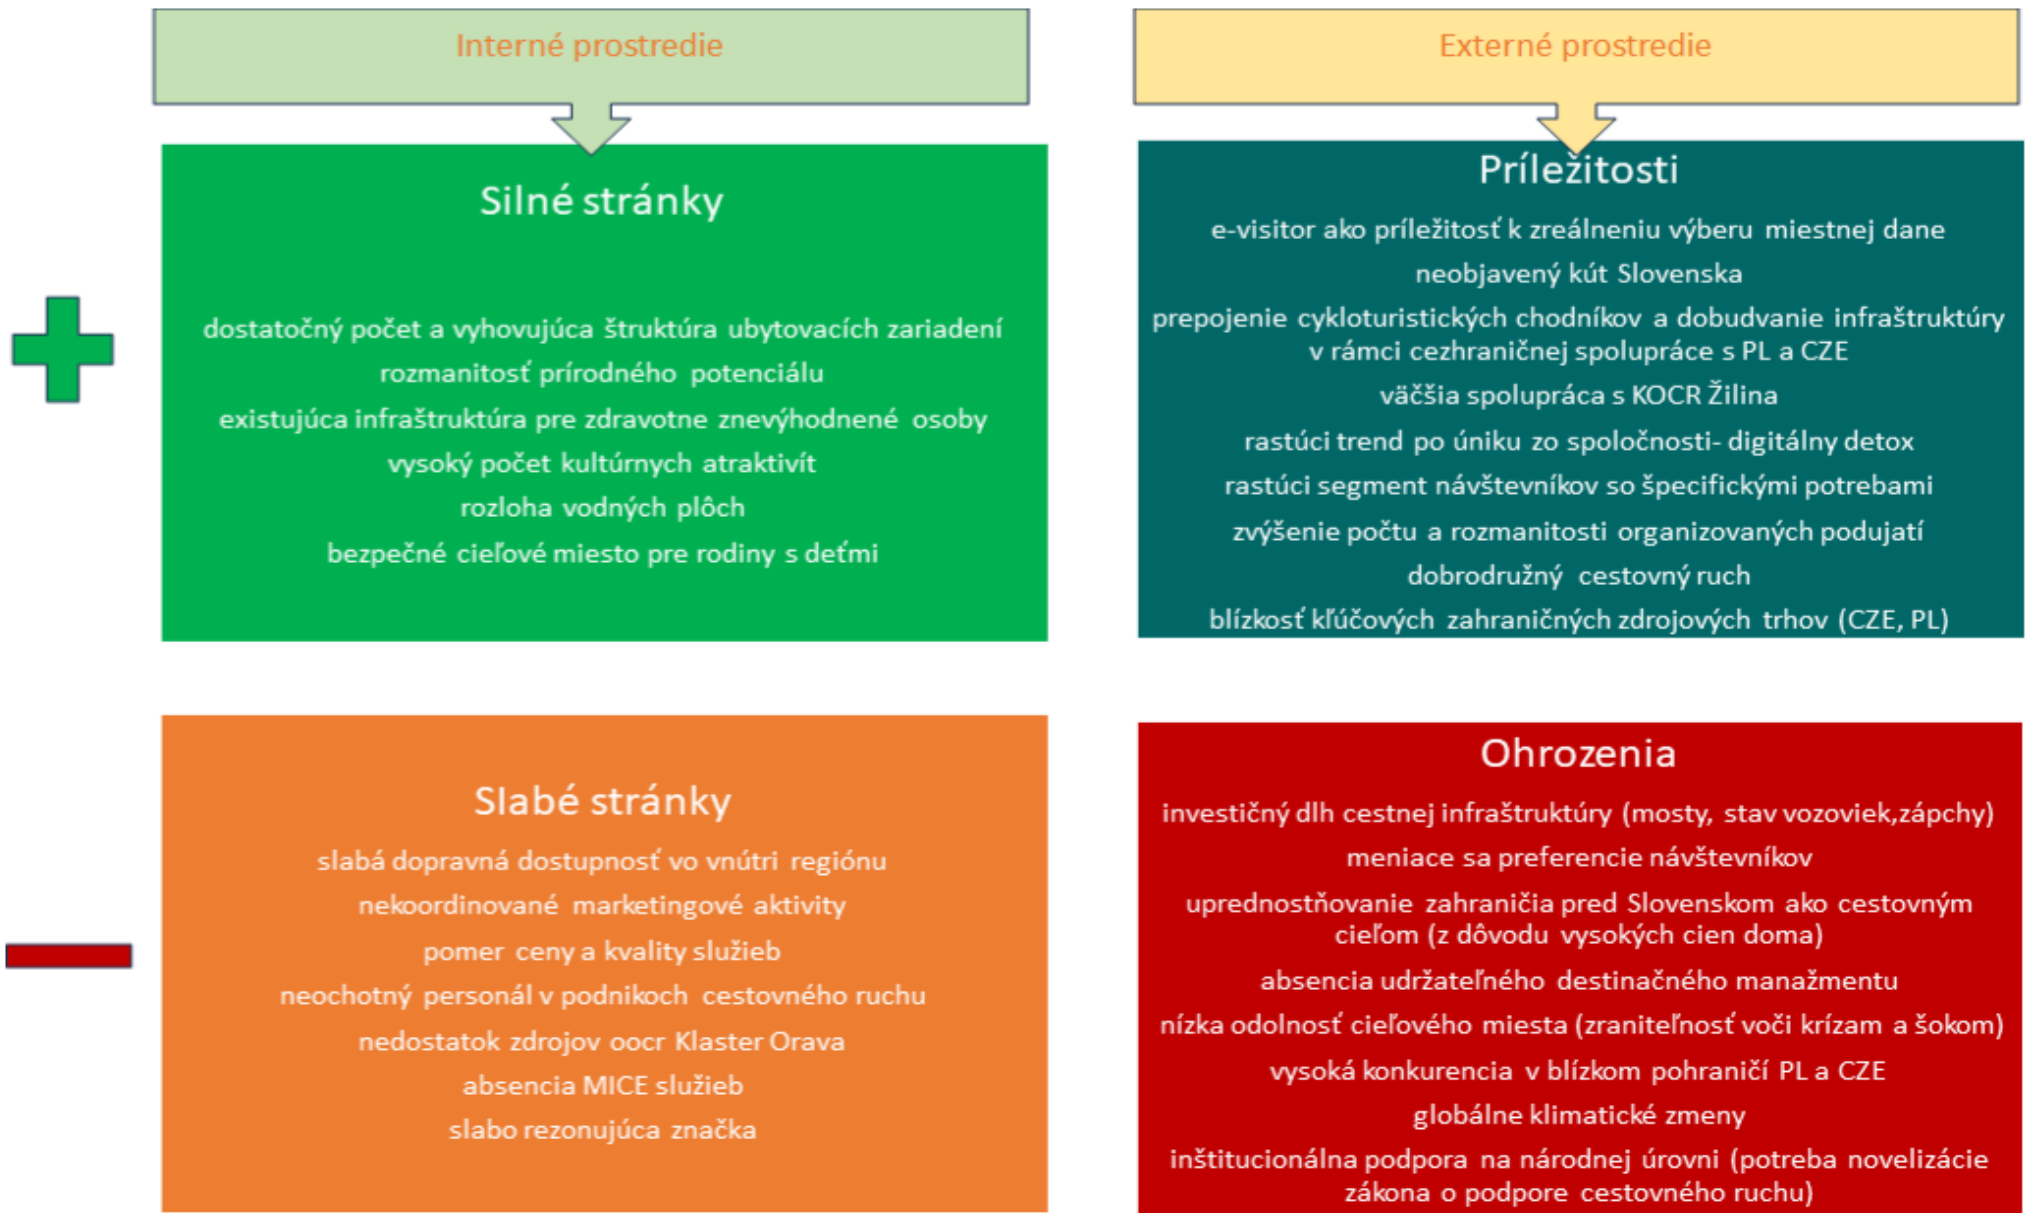 Interné prostredie
Externé prostredie
Silné stránky
dostatočný počet a vyhovujúca štruktúra ubytovacích zariadení
rozmanitosť prírodného potenciálu
existujúca infraštruktúra pre zdravotne znevýhodnené osoby
vysoký počet kultúrnych atraktivít
rozloha vodných plôch
bezpečné cieľové miesto pre rodiny s deťmi
Príležitosti
e-visitor ako príležitosť k zreálneniu výberu miestnej dane
neobjavený kút Slovenska
prepojenie cykloturistických chodníkov a dobudvanie infraštruktúry
v rámci cezhraničnej spolupráce s PL a CZE
väčšia spolupráca s KOCR Žilina
rastúci trend po úniku zo spoločnosti- digitálny detox
rastúci segment návštevníkov so špecifickými potrebami
zvýšenie počtu a rozmanitosti organizovaných podujatí
dobrodružný cestovný ruch
blízkosť kľúčových zahraničných zdrojových trhov (CZE, PL)
Slabé stránky
slabá dopravná dostupnosť vo vnútri regiónu
nekoordinované marketingové aktivity
pomer ceny a kvality služieb
neochotný personál v podnikoch cestovného ruchu
nedostatok zdrojov oocr Klaster Orava
absencia MICE služieb
slabo rezonujúca značka
Ohrozenia
investičný dlh cestnej infraštruktúry (mosty, stav vozoviek,zápchy)
meniace sa preferencie návštevníkov
uprednostňovanie zahraničia pred Slovenskom ako cestovným
cieľom (z dôvodu vysokých cien doma)
absencia udržateľného destinačného manažmentu
nízka odolnosť cieľového miesta (zraniteľnosť voči krízam a šokom)
vysoká konkurencia v blízkom pohraničí PL a CZE
globálne klimatické zmeny
inštitucionálna podpora na národnej úrovni (potreba novelizácie
zákona o podpore cestovného ruchu)